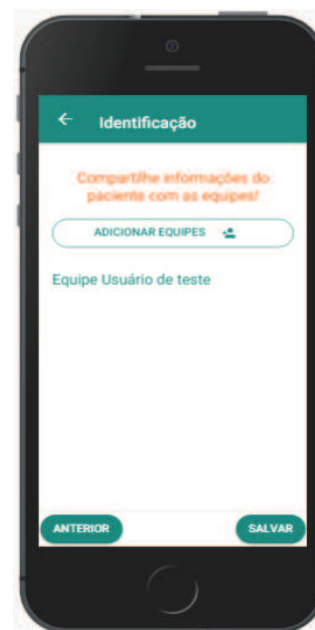 Identificação
Compartilhe informações do
paciente com as equipes!
ADICIONAR EQUIPES
Equipe Usuário de teste
ANTERIOR
SALVAR